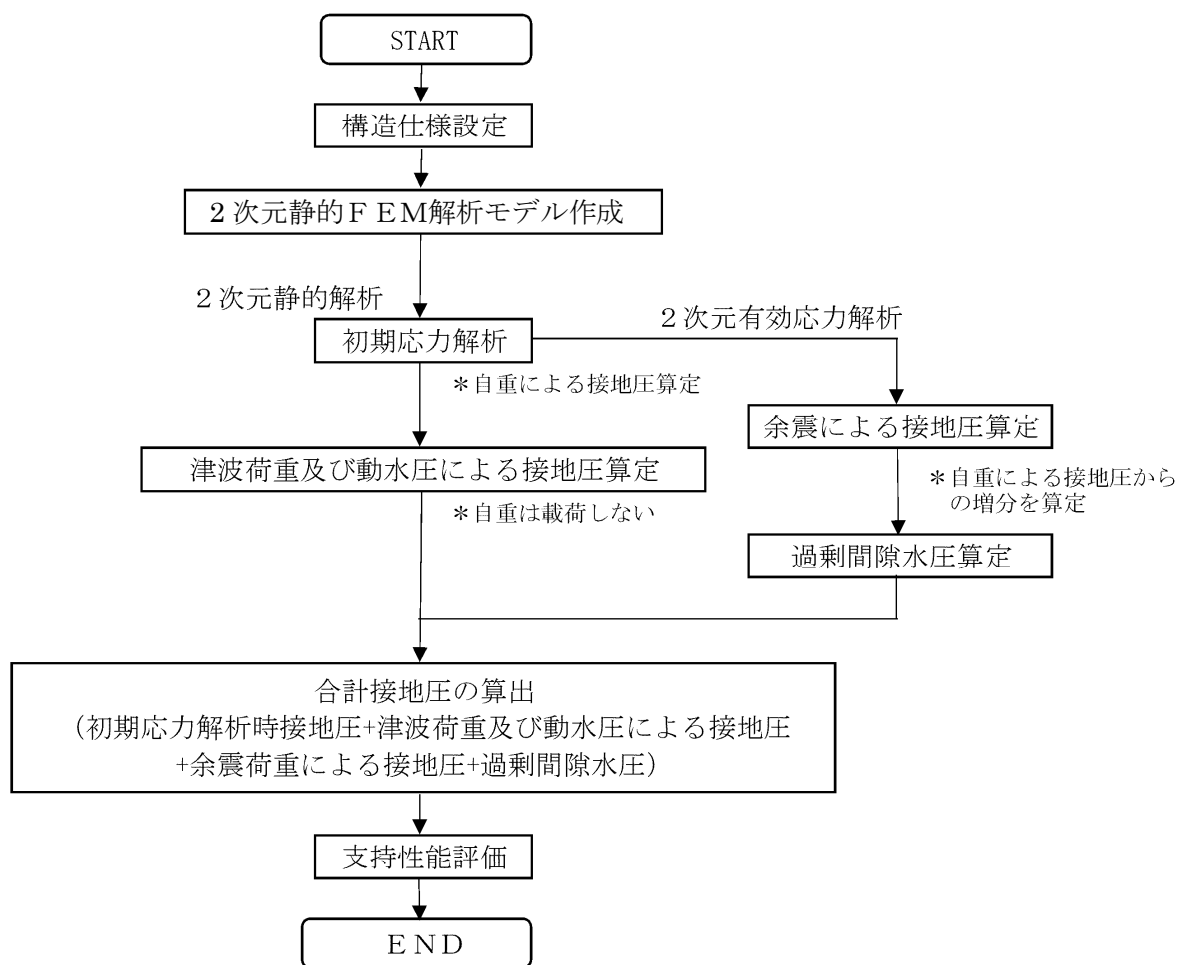 START
構造仕様設定
２次元静的ＦＥＭ解析モデル作成
２次元静的解析
２次元有効応力解析
初期応力解析
＊自重による接地圧算定
余震による接地圧算定
津波荷重及び動水圧による接地圧算定
＊自重による接地圧から
の増分を算定
＊自重は載荷しない
過剰間隙水圧算定
合計接地圧の算出
（初期応力解析時接地圧+津波荷重及び動水圧による接地圧
+余震荷重による接地圧+過剰間隙水圧）
支持性能評価
ＥＮＤ